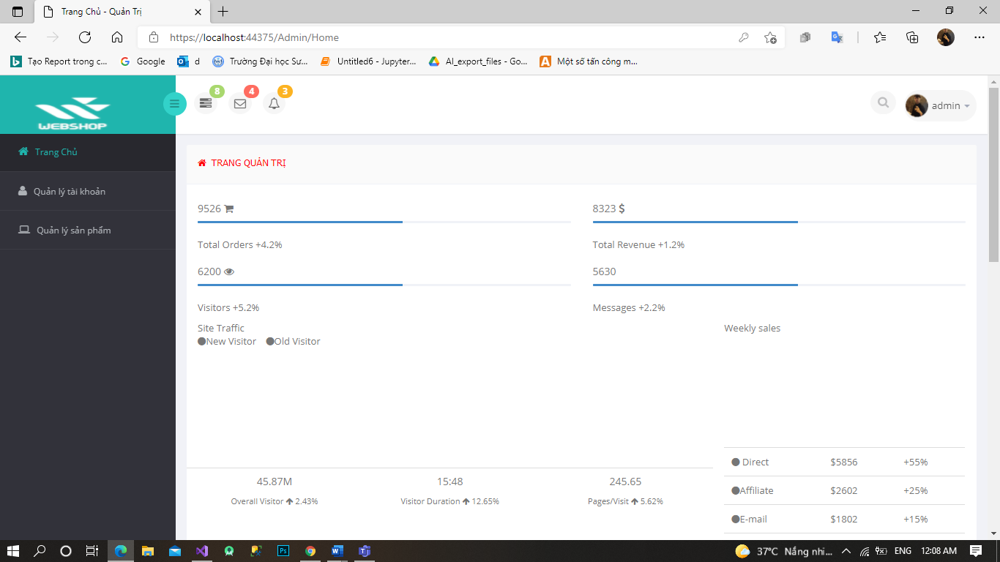 Trang Chủ - Quản Trị
https://localhost:44375/Admin/Home
Tạo Report trong c...
Google
d
Trường Đại học Sư...
Untitled6 - Jupyter...
AI_export_files - Go...
Một số tấn công m...
WEBSHOP
8
4
3
admin
Trang Chủ
Quản lý tài khoản
Quản lý sản phẩm
TRANG QUẢN TRỊ
9526
8323
Total Orders +4.2%
Total Revenue +1.2%
6200
5630
Visitors +5.2%
Messages +2.2%
Site Traffic
Weekly sales
New Visitor Old Visitor
Direct $5856 +55%
Affiliate $2602 +25%
E-mail $1802 +15%
45.87M
15:48
245.65
Overall Visitor 2.43%
Visitor Duration 12.65%
Pages/Visit 5.62%
37°C Nắng nhi...
ENG
12:08 AM